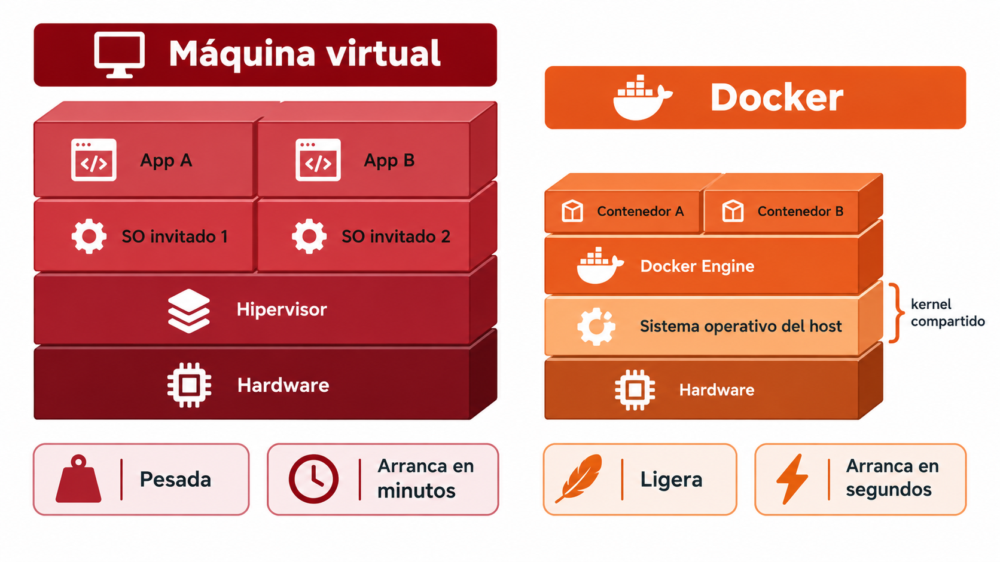 Máquina virtual
App A
App B
SO invitado 1
SO invitado 2
Hipervisor
Hardware
Pesada
Arranca en
minutos
Docker
Contenedor A
Contenedor B
Docker Engine
Sistema operativo del host
kernel
compartido
Hardware
Ligera
Arranca en
segundos